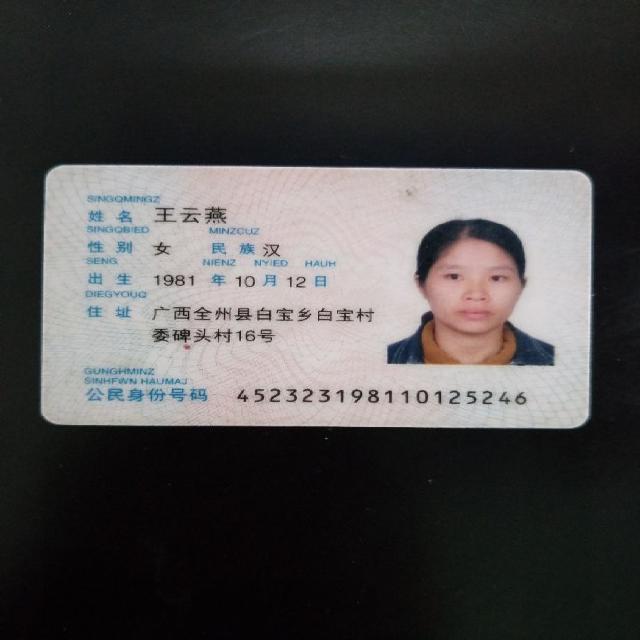 SINGQMINGZ
姓名 王云燕
SINGQBIED MINZCUZ
性别 女 民族 汉
SENG NIENZ NYIED HAUH
出生 1981 年 10 月 12 日
DIEGYOUQ
住址 广西全州县白宝乡白宝村
委碑头村16号
GUNGHMINZ
SINHFWN HAUMAJ
公民身份号码 452323198110125246